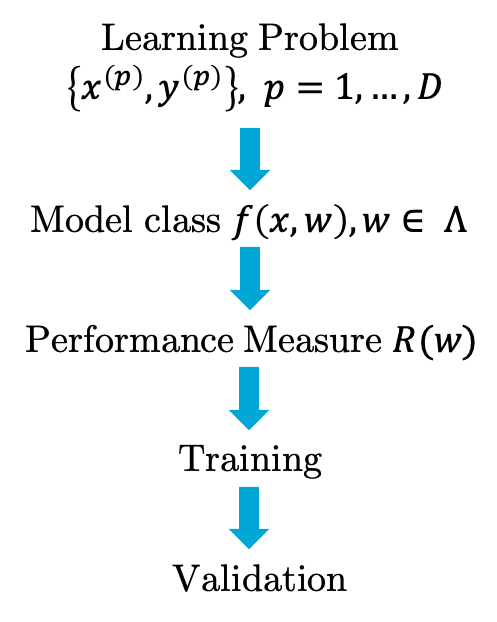 Learning Problem
{x⁽ᵖ⁾, y⁽ᵖ⁾}, p = 1, ..., D
Model class f(x, w), w ∈ Λ
Performance Measure R(w)
Training
Validation